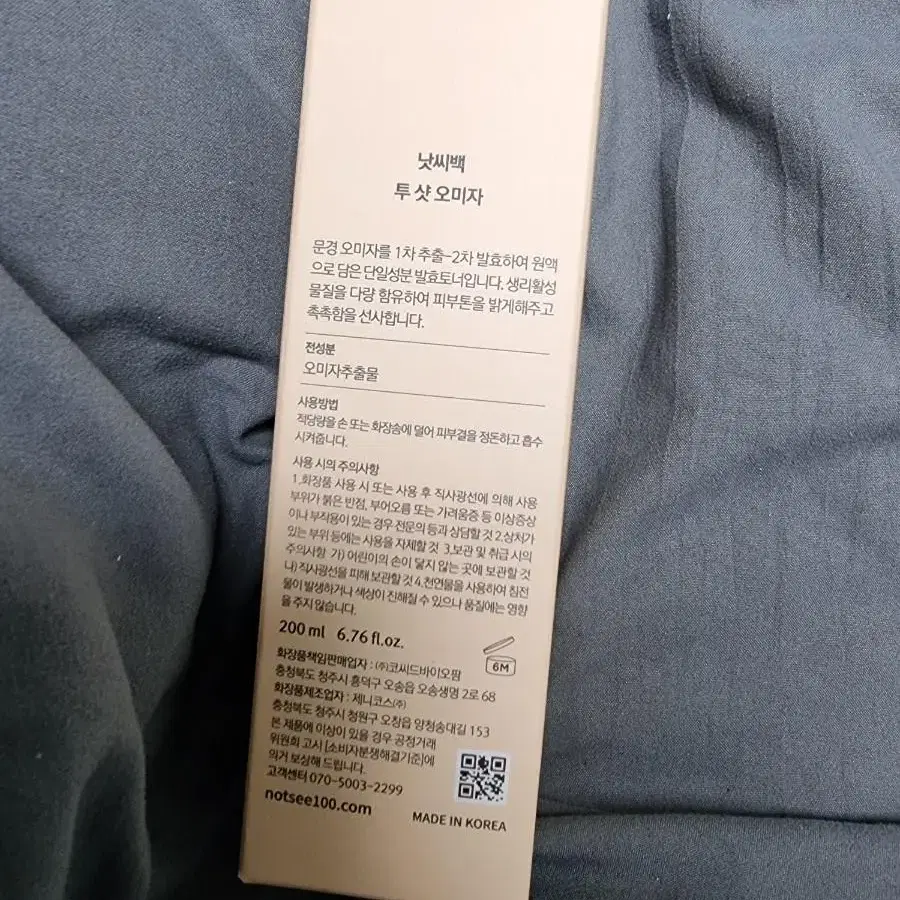 낫씨백
투 샷 오미자
문경 오미자를 1차 추출-2차 발효하여 원액
으로 담은 단일성분 발효토너입니다. 생리활성
물질을 다량 함유하여 피부톤을 밝게해주고
촉촉함을 선사합니다.
전성분
오미자추출물
사용방법
적당량을 손 또는 화장솜에 덜어 피부결을 정돈하고 흡수
시켜줍니다.
사용 시의 주의사항
1.화장품 사용 시 또는 사용 후 직사광선에 의해 사용
부위가 붉은 반점, 부어오름 또는 가려움증 등 이상증상
이나 부작용이 있는 경우 전문의 등과 상담할 것 2.상처가
있는 부위 등에는 사용을 자제할 것 3.보관 및 취급 시의
주의사항 가) 어린이의 손이 닿지 않는 곳에 보관할 것
나) 직사광선을 피해 보관할 것 4.천연물을 사용하여 침전
물이 발생하거나 색상이 진해질 수 있으나 품질에는 영향
을 주지 않습니다.
200 ml 6.76 fl.oz.
6M
화장품책임판매업자 : ㈜코씨드바이오팜
충청북도 청주시 흥덕구 오송읍 오송생명 2로 68
화장품제조업자 : 제니코스㈜
충청북도 청주시 청원구 오창읍 양청송대길 153
본 제품에 이상이 있을 경우 공정거래
위원회 고시 [소비자분쟁해결기준]에
의거 보상해 드립니다.
고객센터 070-5003-2299
notsee100.com
MADE IN KOREA